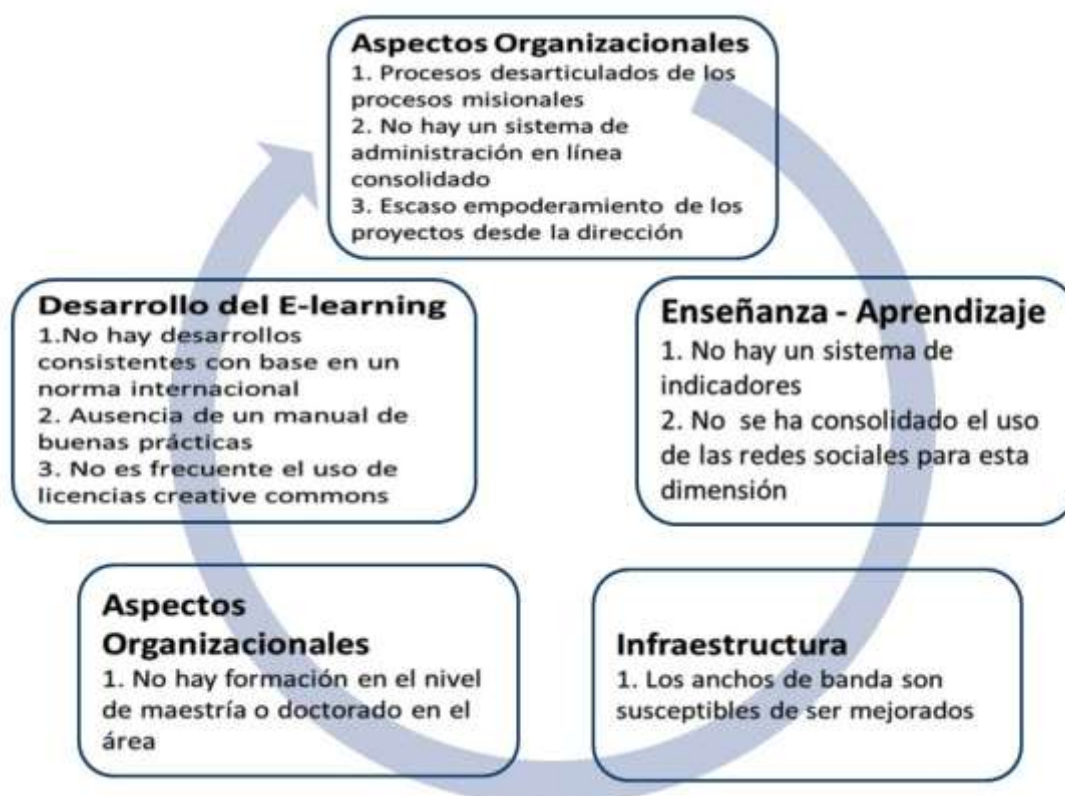 Aspectos Organizacionales
1. Procesos desarticulados de los
procesos misionales
2. No hay un sistema de
administración en línea
consolidado
3. Escaso empoderamiento de los
proyectos desde la dirección
Enseñanza - Aprendizaje
1. No hay un sistema de
indicadores
2. No se ha consolidado el uso
de las redes sociales para esta
dimensión
Infraestructura
1. Los anchos de banda son
susceptibles de ser mejorados
Aspectos
Organizacionales
1. No hay formación en el nivel
de maestría o doctorado en el
área
Desarrollo del E-learning
1.No hay desarrollos
consistentes con base en un
norma internacional
2. Ausencia de un manual de
buenas prácticas
3. No es frecuente el uso de
licencias creative commons